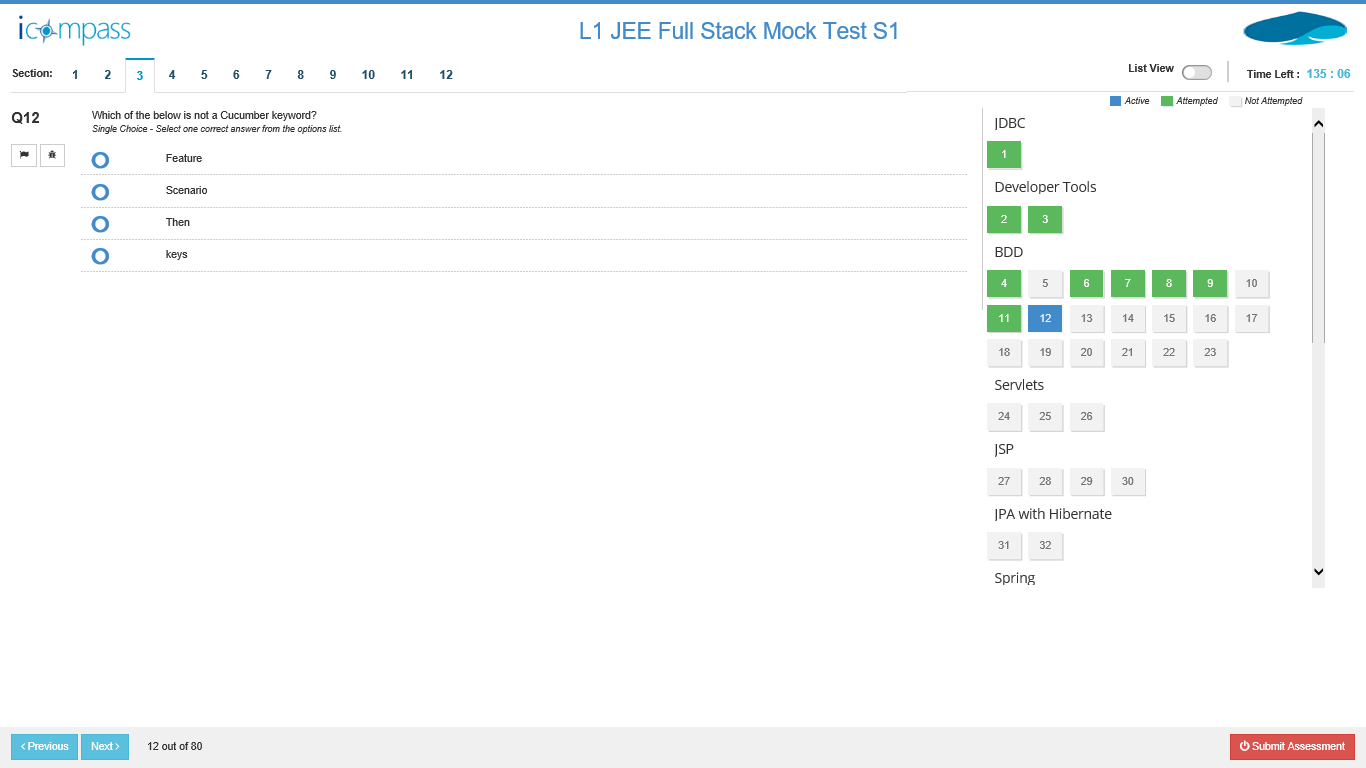 icompass
L1 JEE Full Stack Mock Test S1
Section: 1 2 3 4 5 6 7 8 9 10 11 12
List View
Time Left : 135 : 06
Active Attempted Not Attempted
Q12
Which of the below is not a Cucumber keyword?
Single Choice - Select one correct answer from the options list.
Feature
Scenario
Then
keys
JDBC
1
Developer Tools
2 3
BDD
4 5 6 7 8 9 10
11 12 13 14 15 16 17
18 19 20 21 22 23
Servlets
24 25 26
JSP
27 28 29 30
JPA with Hibernate
31 32
Spring
< Previous Next > 12 out of 80
Submit Assessment